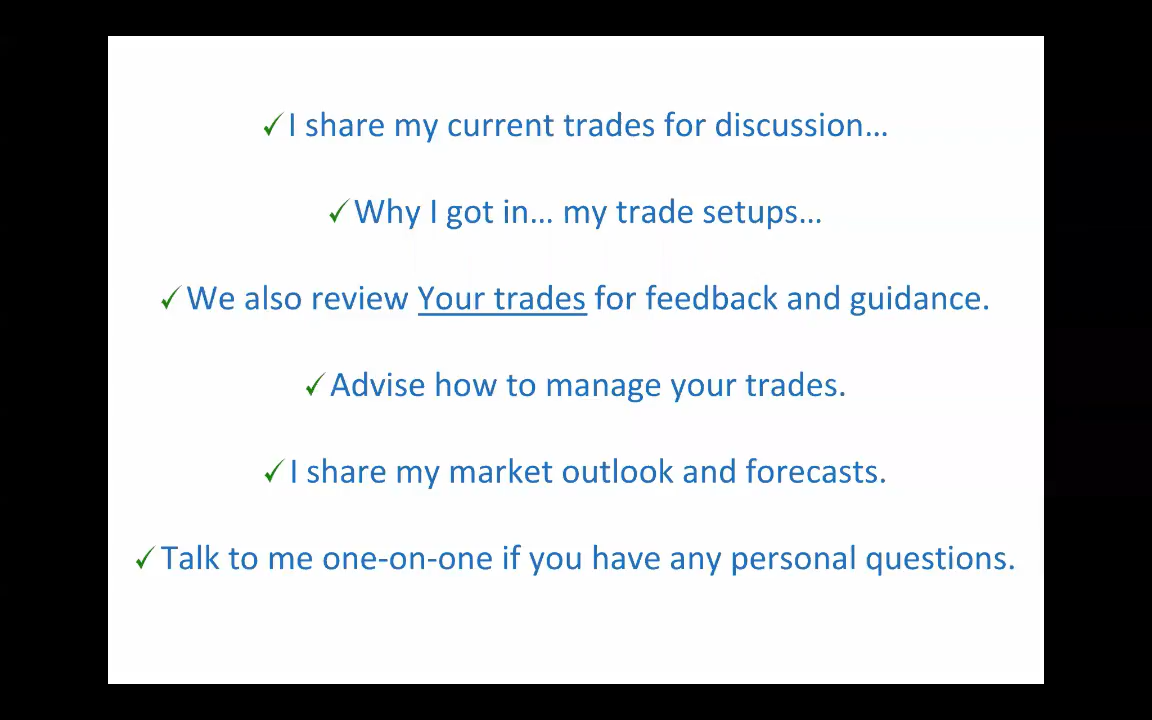 ✓I share my current trades for discussion…
✓Why I got in… my trade setups…
✓We also review Your trades for feedback and guidance.
✓Advise how to manage your trades.
✓I share my market outlook and forecasts.
✓Talk to me one-on-one if you have any personal questions.